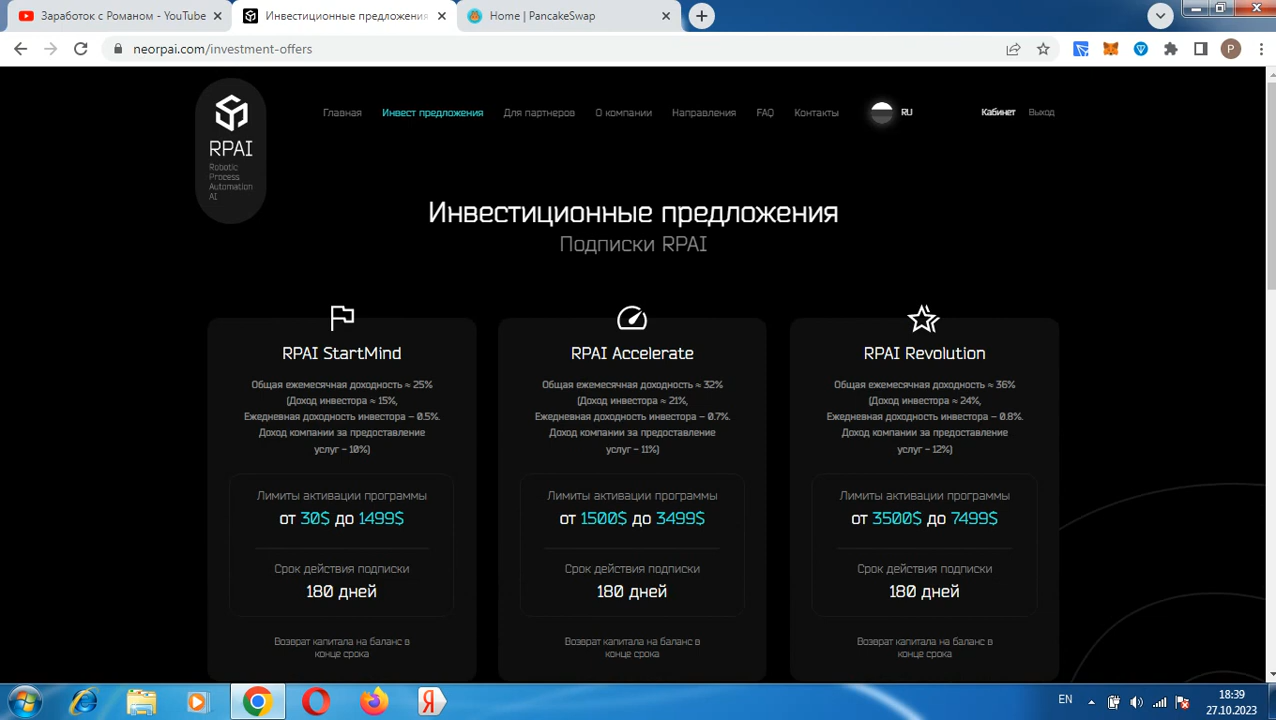 Заработок с Романом - YouTube
Инвестиционные предложения
Home | PancakeSwap
neorpai.com/investment-offers
P
RPAI
Robotic
Process
Automation
AI
Главная
Инвест предложения
Для партнеров
О компании
Направления
FAQ
Контакты
RU
Кабинет
Выход
Инвестиционные предложения
Подписки RPAI
RPAI StartMind
Общая ежемесячная доходность ≈ 25%
(Доход инвестора ≈ 15%,
Ежедневная доходность инвестора – 0.5%.
Доход компании за предоставление
услуг – 10%)
Лимиты активации программы
от 30$ до 1499$
Срок действия подписки
180 дней
Возврат капитала на баланс в
конце срока
RPAI Accelerate
Общая ежемесячная доходность ≈ 32%
(Доход инвестора ≈ 21%,
Ежедневная доходность инвестора – 0.7%.
Доход компании за предоставление
услуг – 11%)
Лимиты активации программы
от 1500$ до 3499$
Срок действия подписки
180 дней
Возврат капитала на баланс в
конце срока
RPAI Revolution
Общая ежемесячная доходность ≈ 36%
(Доход инвестора ≈ 24%,
Ежедневная доходность инвестора – 0.8%.
Доход компании за предоставление
услуг – 12%)
Лимиты активации программы
от 3500$ до 7499$
Срок действия подписки
180 дней
Возврат капитала на баланс в
конце срока
EN
18:39
27.10.2023